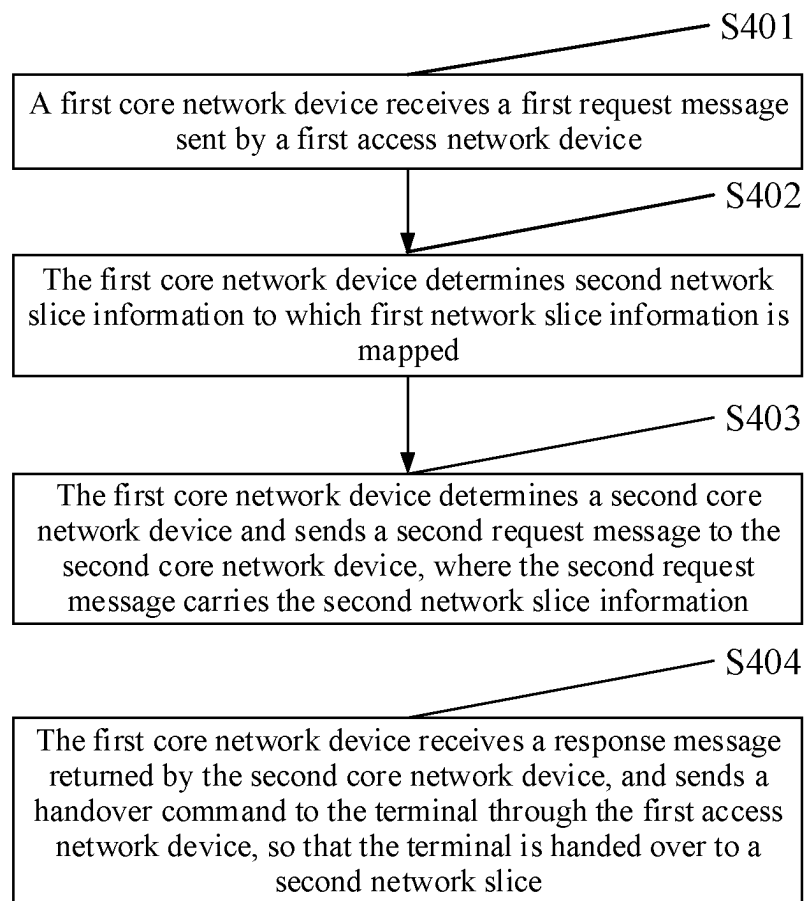 S401
A first core network device receives a first request message
sent by a first access network device
S402
The first core network device determines second network
slice information to which first network slice information is
mapped
S403
The first core network device determines a second core
network device and sends a second request message to the
second core network device, where the second request
message carries the second network slice information
S404
The first core network device receives a response message
returned by the second core network device, and sends a
handover command to the terminal through the first access
network device, so that the terminal is handed over to a
second network slice